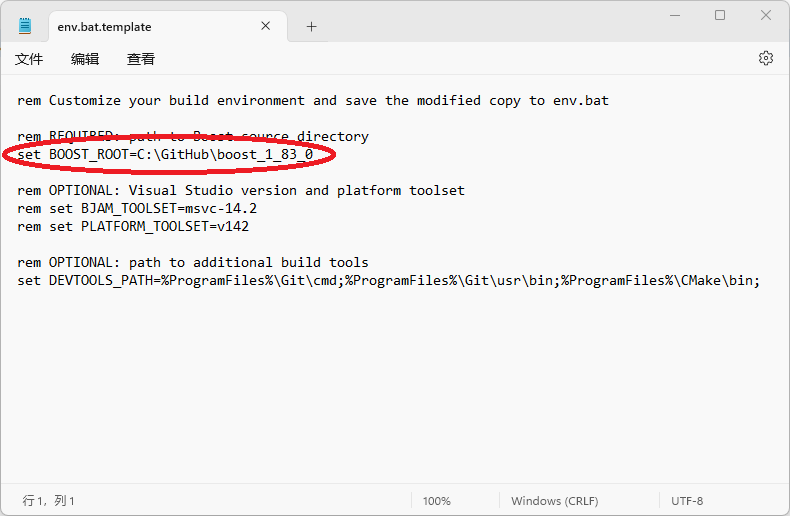 env.bat.template
文件 编辑 查看
rem Customize your build environment and save the modified copy to env.bat
rem REQUIRED: path to Boost source directory
set BOOST_ROOT=C:\GitHub\boost_1_83_0
rem OPTIONAL: Visual Studio version and platform toolset
rem set BJAM_TOOLSET=msvc-14.2
rem set PLATFORM_TOOLSET=v142
rem OPTIONAL: path to additional build tools
set DEVTOOLS_PATH=%ProgramFiles%\Git\cmd;%ProgramFiles%\Git\usr\bin;%ProgramFiles%\CMake\bin;
行 1，列 1 100% Windows (CRLF) UTF-8